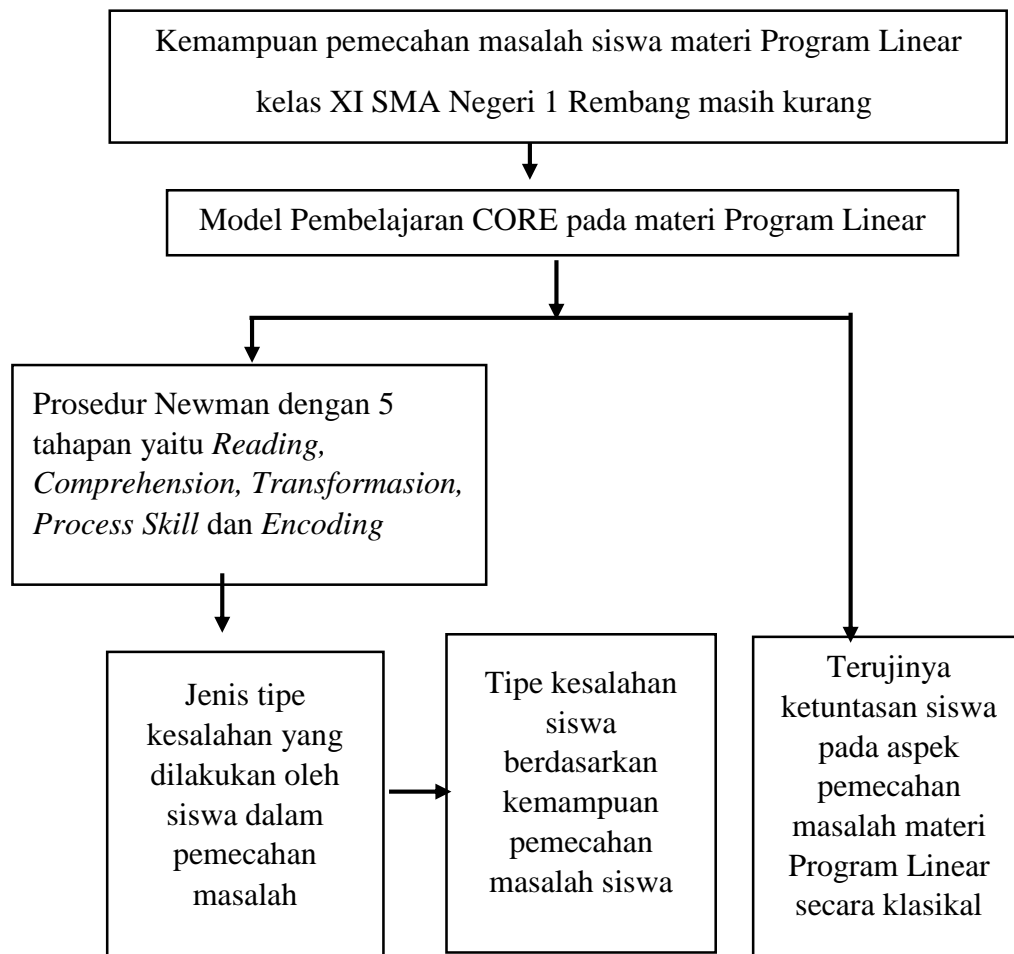 Kemampuan pemecahan masalah siswa materi Program Linear
kelas XI SMA Negeri 1 Rembang masih kurang
Model Pembelajaran CORE pada materi Program Linear
Prosedur Newman dengan 5
tahapan yaitu Reading,
Comprehension, Transformasion,
Process Skill dan Encoding
Jenis tipe
kesalahan yang
dilakukan oleh
siswa dalam
pemecahan
masalah
Tipe kesalahan
siswa
berdasarkan
kemampuan
pemecahan
masalah siswa
Terujinya
ketuntasan siswa
pada aspek
pemecahan
masalah materi
Program Linear
secara klasikal